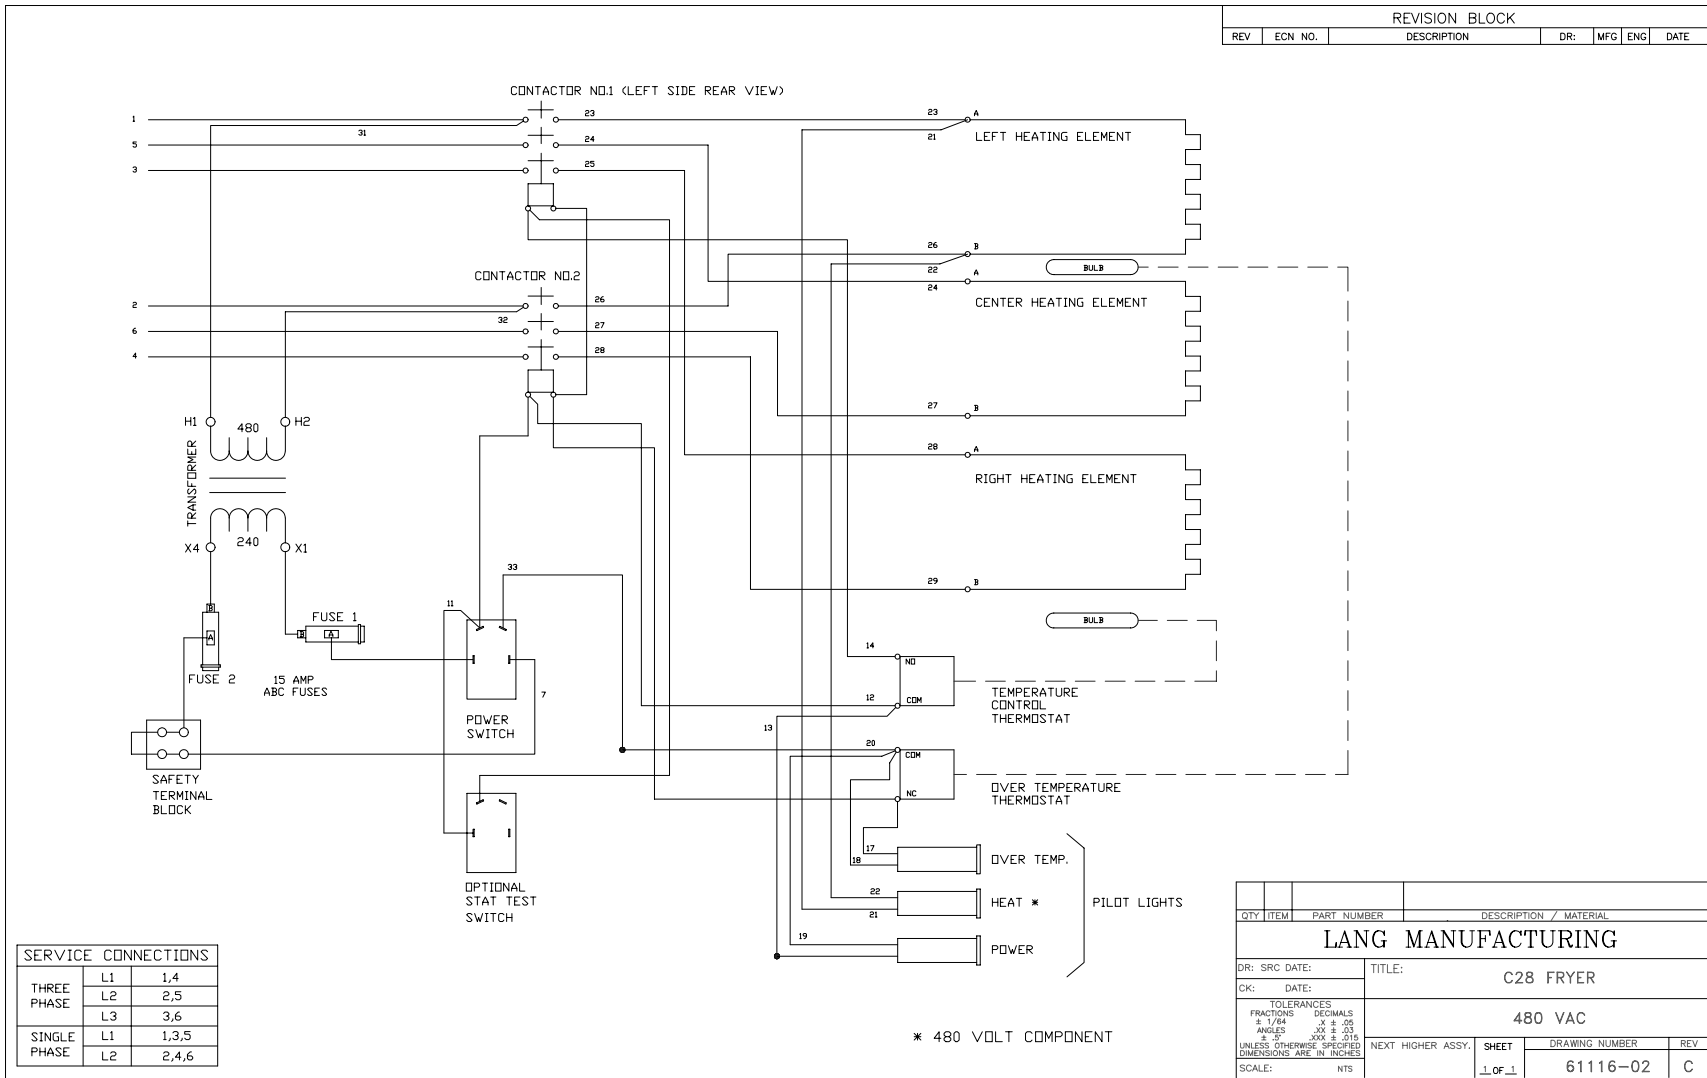 REVISION BLOCK
REV ECN NO. DESCRIPTION DR: MFG ENG DATE
CONTACTOR NO.1 (LEFT SIDE REAR VIEW)
1
31
5
3
23
24
25
23 A
21
LEFT HEATING ELEMENT
26 B
22
BULB
CONTACTOR NO.2
2
32
6
4
26
27
28
A
24
CENTER HEATING ELEMENT
27 B
28 A
RIGHT HEATING ELEMENT
29 B
BULB
H1 480 H2
TRANSFORMER
X4 240 X1
B
A
FUSE 2
FUSE 1
B A
15 AMP
ABC FUSES
11
33
7
POWER
SWITCH
SAFETY
TERMINAL
BLOCK
OPTIONAL
STAT TEST
SWITCH
14
NO
12
COM
13
TEMPERATURE
CONTROL
THERMOSTAT
20
COM
NC
OVER TEMPERATURE
THERMOSTAT
17
18
OVER TEMP.
22
21
HEAT *
19
POWER
PILOT LIGHTS
* 480 VOLT COMPONENT
SERVICE CONNECTIONS
THREE PHASE
L1 1,4
L2 2,5
L3 3,6
SINGLE PHASE
L1 1,3,5
L2 2,4,6
QTY ITEM PART NUMBER DESCRIPTION / MATERIAL
LANG MANUFACTURING
DR: SRC DATE:
CK: DATE:
TITLE:
C28 FRYER
480 VAC
TOLERANCES
FRACTIONS DECIMALS
± 1/64 .X ± .05
ANGLES .XX ± .03
± .5° .XXX ± .015
UNLESS OTHERWISE SPECIFIED
DIMENSIONS ARE IN INCHES
SCALE: NTS
NEXT HIGHER ASSY.
SHEET
1 OF 1
DRAWING NUMBER
61116-02
REV
C